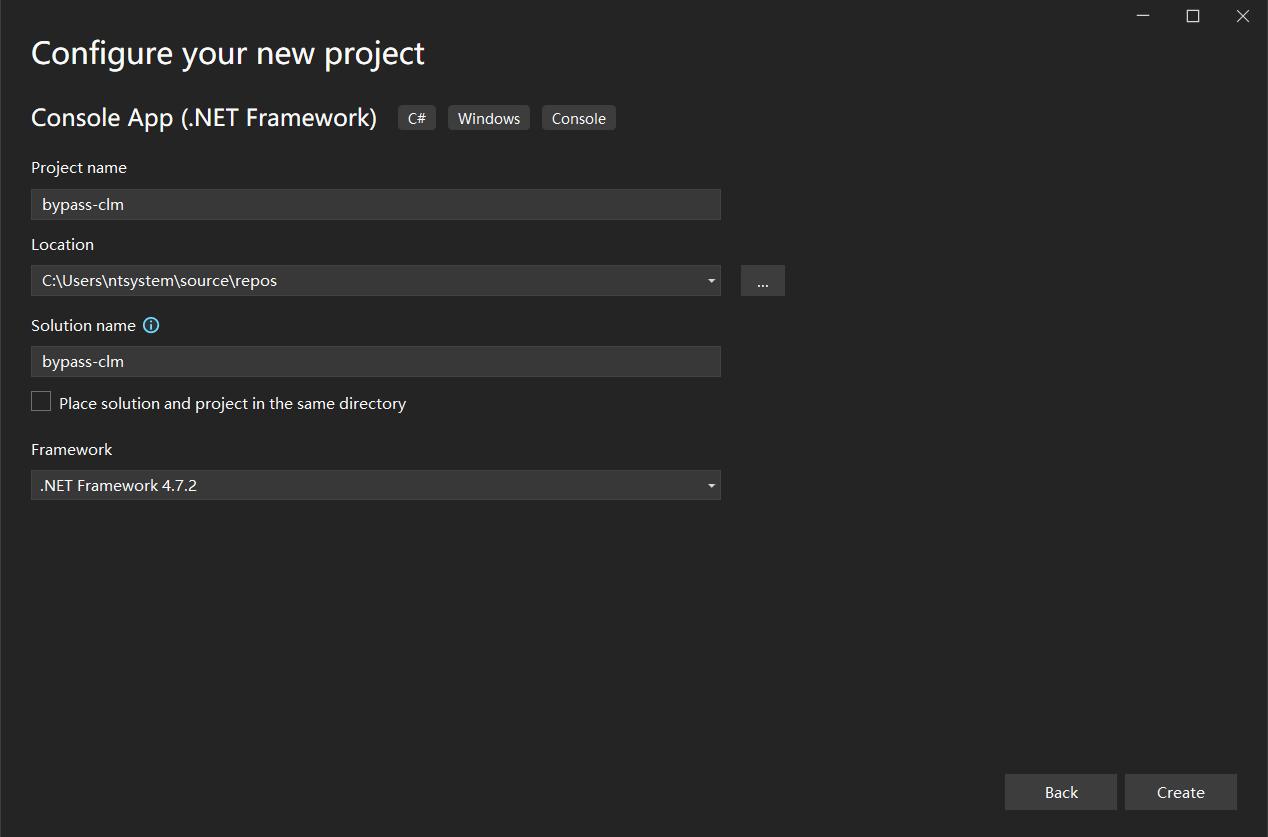 Configure your new project
Console App (.NET Framework) C# Windows Console
Project name
bypass-clm
Location
C:\Users\ntsystem\source\repos
...
Solution name
bypass-clm
Place solution and project in the same directory
Framework
.NET Framework 4.7.2
Back Create